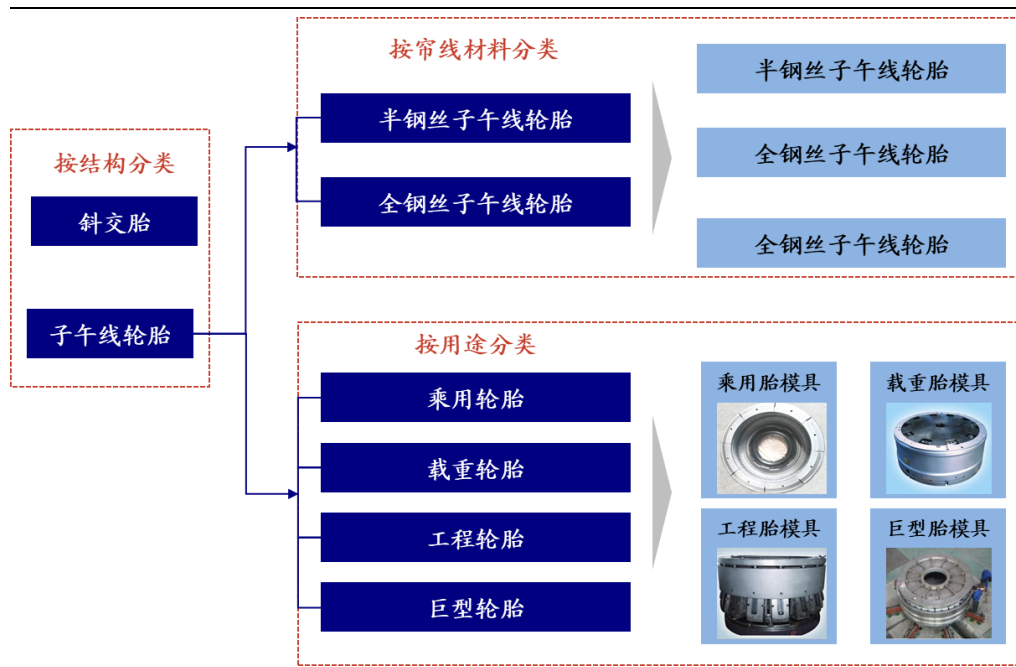 按结构分类
斜交胎
子午线轮胎
按帘线材料分类
半钢丝子午线轮胎
全钢丝子午线轮胎
半钢丝子午线轮胎
全钢丝子午线轮胎
全钢丝子午线轮胎
按用途分类
乘用轮胎
载重轮胎
工程轮胎
巨型轮胎
乘用胎模具
载重胎模具
工程胎模具
巨型胎模具